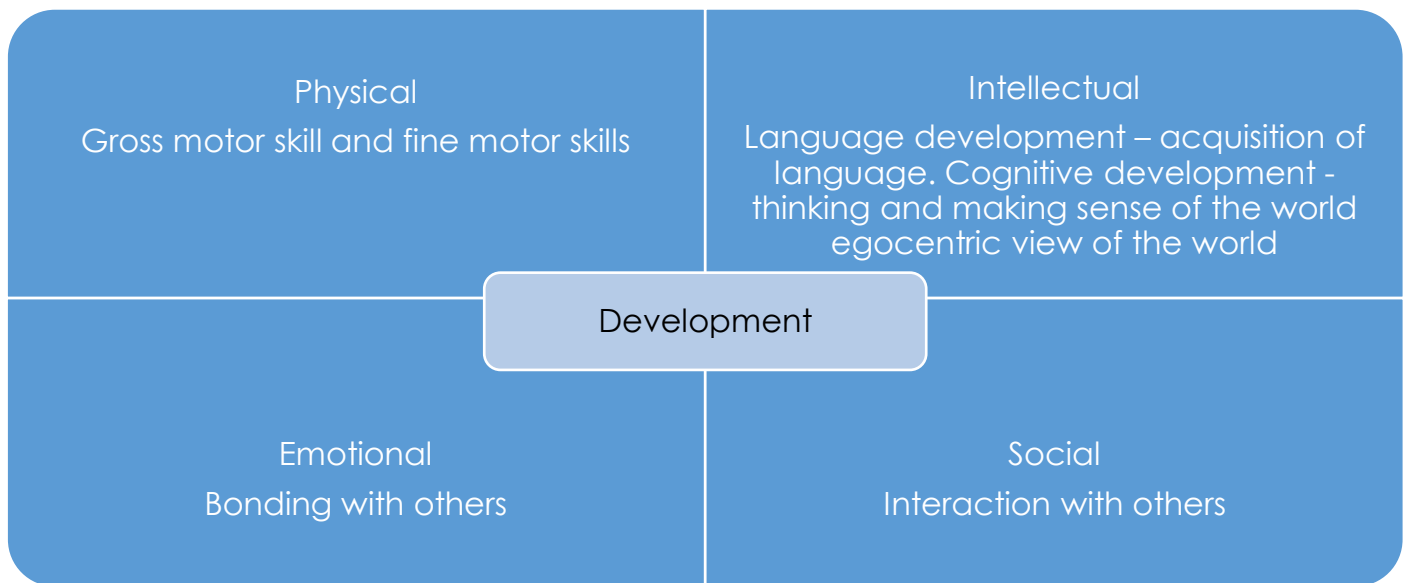 Physical
Gross motor skill and fine motor skills
Intellectual
Language development – acquisition of
language. Cognitive development -
thinking and making sense of the world
egocentric view of the world
Development
Emotional
Bonding with others
Social
Interaction with others